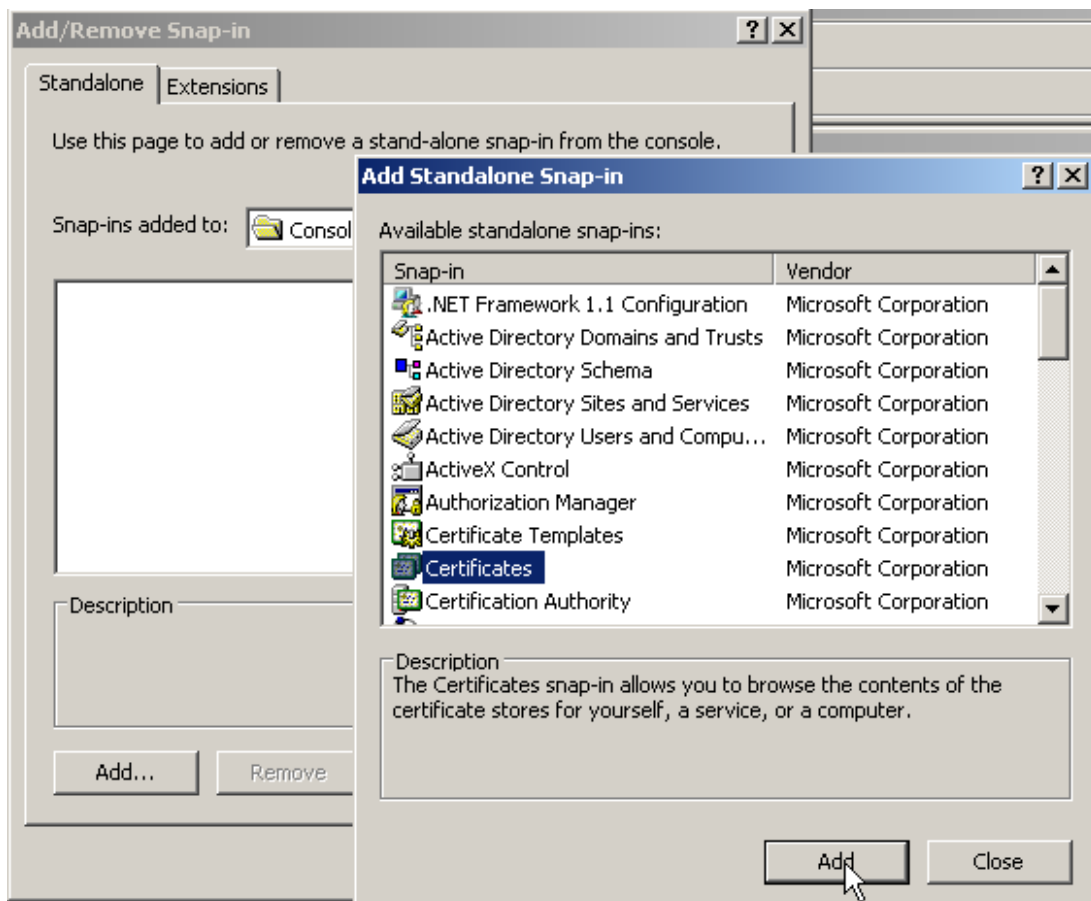 Add/Remove Snap-in
Standalone
Extensions
Use this page to add or remove a stand-alone snap-in from the console.
Snap-ins added to:
Consol
Description
Add...
Remove
Add Standalone Snap-in
Available standalone snap-ins:
Snap-in Vendor
.NET Framework 1.1 Configuration Microsoft Corporation
Active Directory Domains and Trusts Microsoft Corporation
Active Directory Schema Microsoft Corporation
Active Directory Sites and Services Microsoft Corporation
Active Directory Users and Compu... Microsoft Corporation
ActiveX Control Microsoft Corporation
Authorization Manager Microsoft Corporation
Certificate Templates Microsoft Corporation
Certificates Microsoft Corporation
Certification Authority Microsoft Corporation
Description
The Certificates snap-in allows you to browse the contents of the
certificate stores for yourself, a service, or a computer.
Add
Close